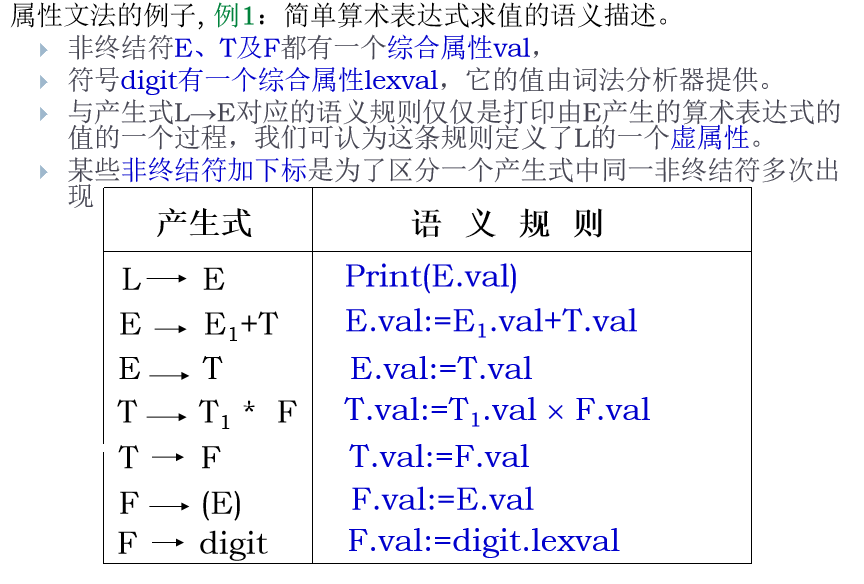 属性文法的例子, 例1：简单算术表达式求值的语义描述。
非终结符E、T及F都有一个综合属性val，
符号digit有一个综合属性lexval，它的值由词法分析器提供。
与产生式L→E对应的语义规则仅仅是打印由E产生的算术表达式的
值的一个过程，我们可认为这条规则定义了L的一个虚属性。
某些非终结符加下标是为了区分一个产生式中同一非终结符多次出
现
产生式 语 义 规 则
L → E Print(E.val)
E → E₁+T E.val:=E₁.val+T.val
E → T E.val:=T.val
T → T₁ * F T.val:=T₁.val × F.val
T → F T.val:=F.val
F → (E) F.val:=E.val
F → digit F.val:=digit.lexval